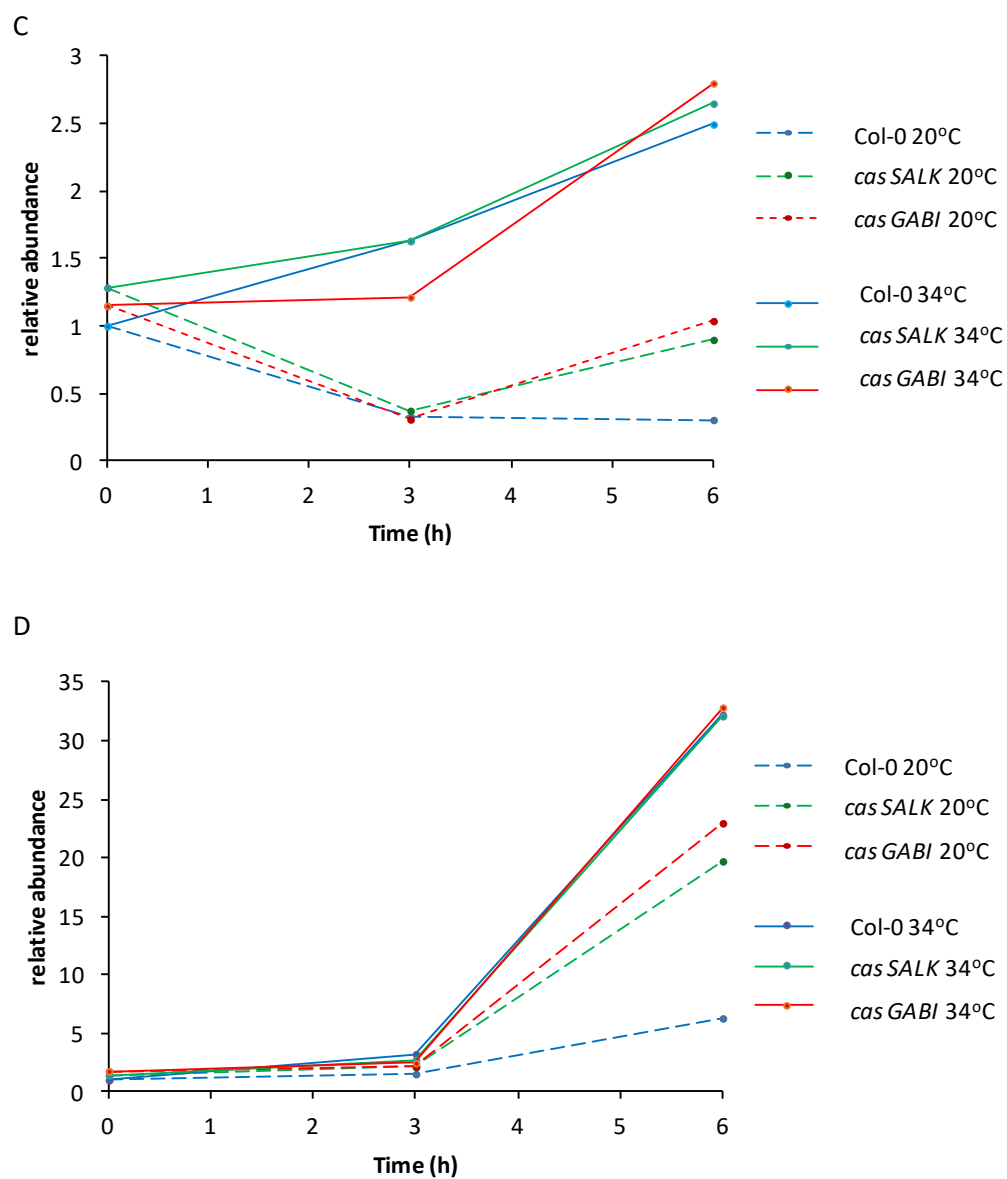 C
3
2.5
2
1.5
1
0.5
0
relative abundance
0 1 2 3 4 5 6
Time (h)
Col-0 20°C
cas SALK 20°C
cas GABI 20°C
Col-0 34°C
cas SALK 34°C
cas GABI 34°C
D
35
30
25
20
15
10
5
0
relative abundance
0 1 2 3 4 5 6
Time (h)
Col-0 20°C
cas SALK 20°C
cas GABI 20°C
Col-0 34°C
cas SALK 34°C
cas GABI 34°C